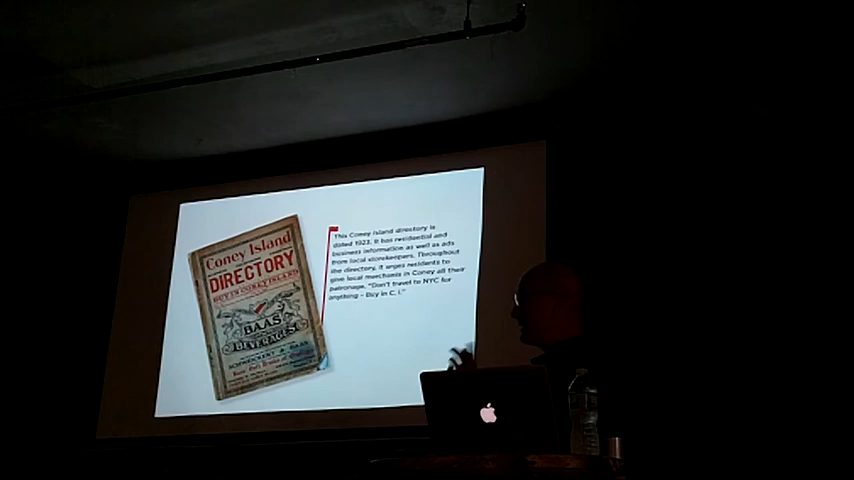 Coney Island
DIRECTORY
BUY IN CONEY ISLAND
BAAS
BEVERAGES
SCHWEIKERT & BAAS
This Coney Island directory is
dated 1923. It has residential and
business information as well as ads
from local storekeepers. Throughout
the directory, it urges residents to
give local merchants in Coney all their
patronage, "Don't travel to NYC for
anything – Buy in C. I."